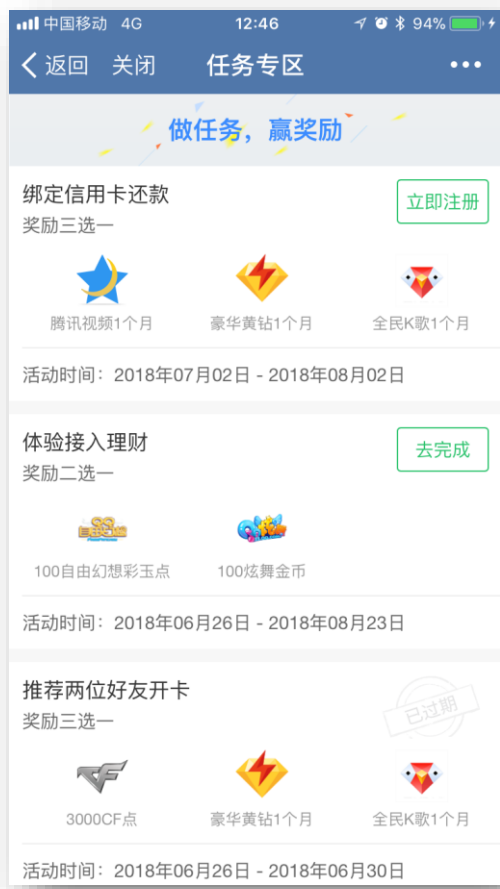 中国移动 4G 12:46 94%
返回 关闭 任务专区
做任务，赢奖励
绑定信用卡还款
立即注册
奖励三选一
腾讯视频1个月 豪华黄钻1个月 全民K歌1个月
活动时间：2018年07月02日 - 2018年08月02日
体验接入理财
去完成
奖励二选一
100自由幻想彩玉点 100炫舞金币
活动时间：2018年06月26日 - 2018年08月23日
推荐两位好友开卡
已过期
奖励三选一
CF
3000CF点 豪华黄钻1个月 全民K歌1个月
活动时间：2018年06月26日 - 2018年06月30日